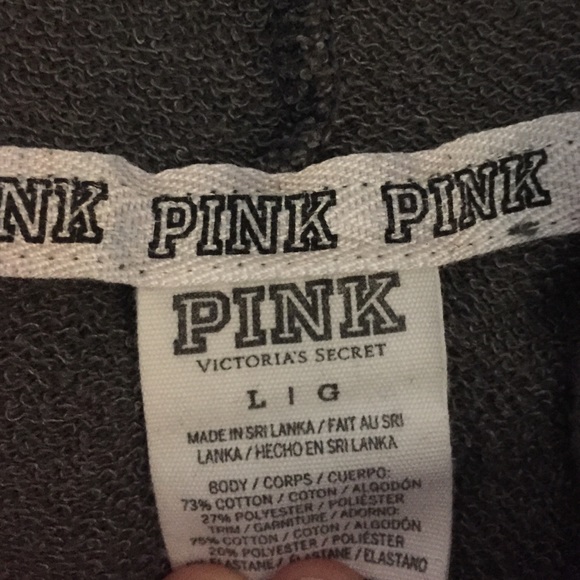 NK PINK PINK
PINK
VICTORIA'S SECRET
L | G
MADE IN SRI LANKA / FAIT AU SRI
LANKA / HECHO EN SRI LANKA
BODY / CORPS / CUERPO:
73% COTTON / COTON / ALGODÓN
27% POLYESTER / POLIÉSTER
TRIM / GARNITURE / ADORNO:
75% COTTON / COTON / ALGODÓN
20% POLYESTER / POLIÉSTER
ELASTANE / ÉLASTANE / ELASTANO